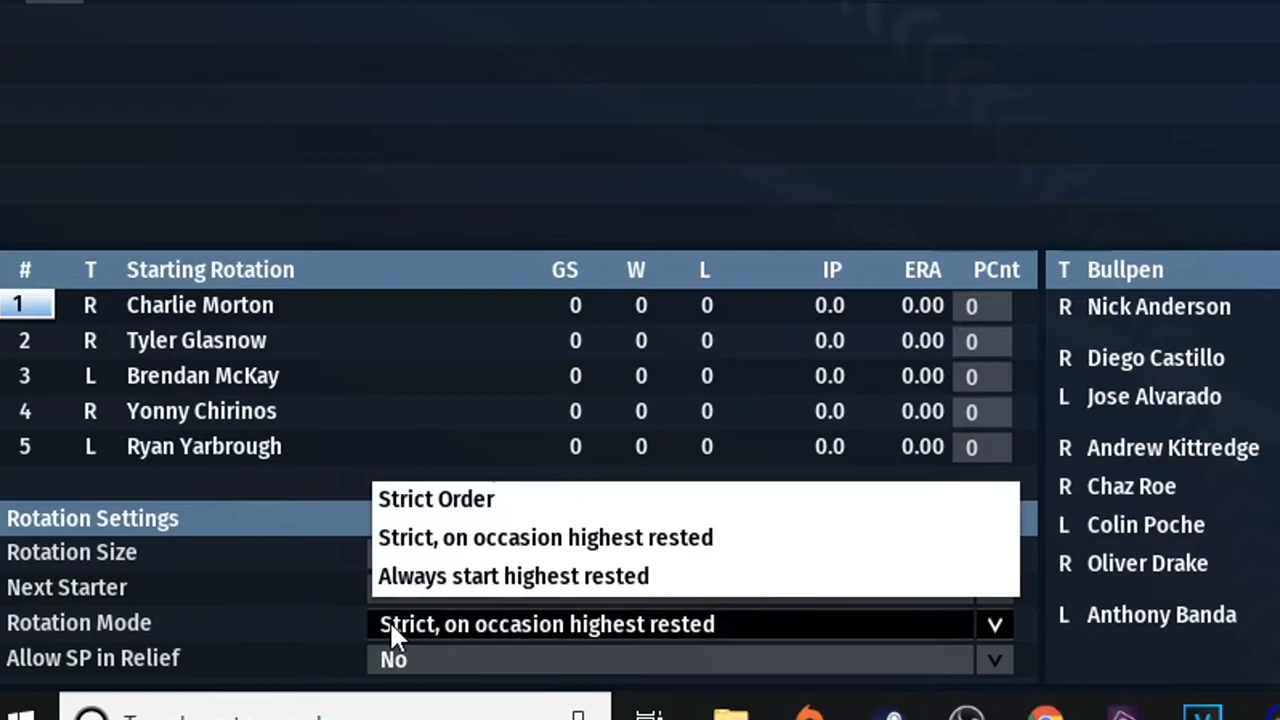 # T Starting Rotation GS W L IP ERA PCnt
1 R Charlie Morton 0 0 0 0.0 0.00 0
2 R Tyler Glasnow 0 0 0 0.0 0.00 0
3 L Brendan McKay 0 0 0 0.0 0.00 0
4 R Yonny Chirinos 0 0 0 0.0 0.00 0
5 L Ryan Yarbrough 0 0 0 0.0 0.00 0
T Bullpen
R Nick Anderson
R Diego Castillo
L Jose Alvarado
R Andrew Kittredge
R Chaz Roe
L Colin Poche
R Oliver Drake
L Anthony Banda
Rotation Settings
Rotation Size
Next Starter
Strict Order
Strict, on occasion highest rested
Always start highest rested
Rotation Mode Strict, on occasion highest rested
Allow SP in Relief No